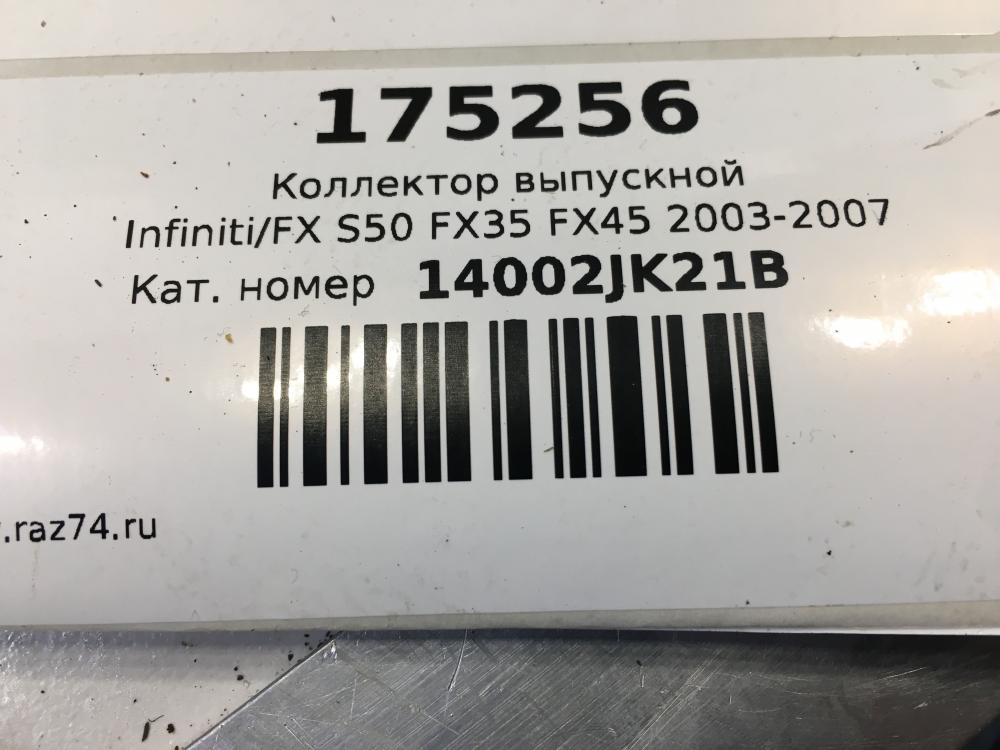 175256
Коллектор выпускной
Infiniti/FX S50 FX35 FX45 2003-2007
Кат. номер 14002JK21B
.raz74.ru